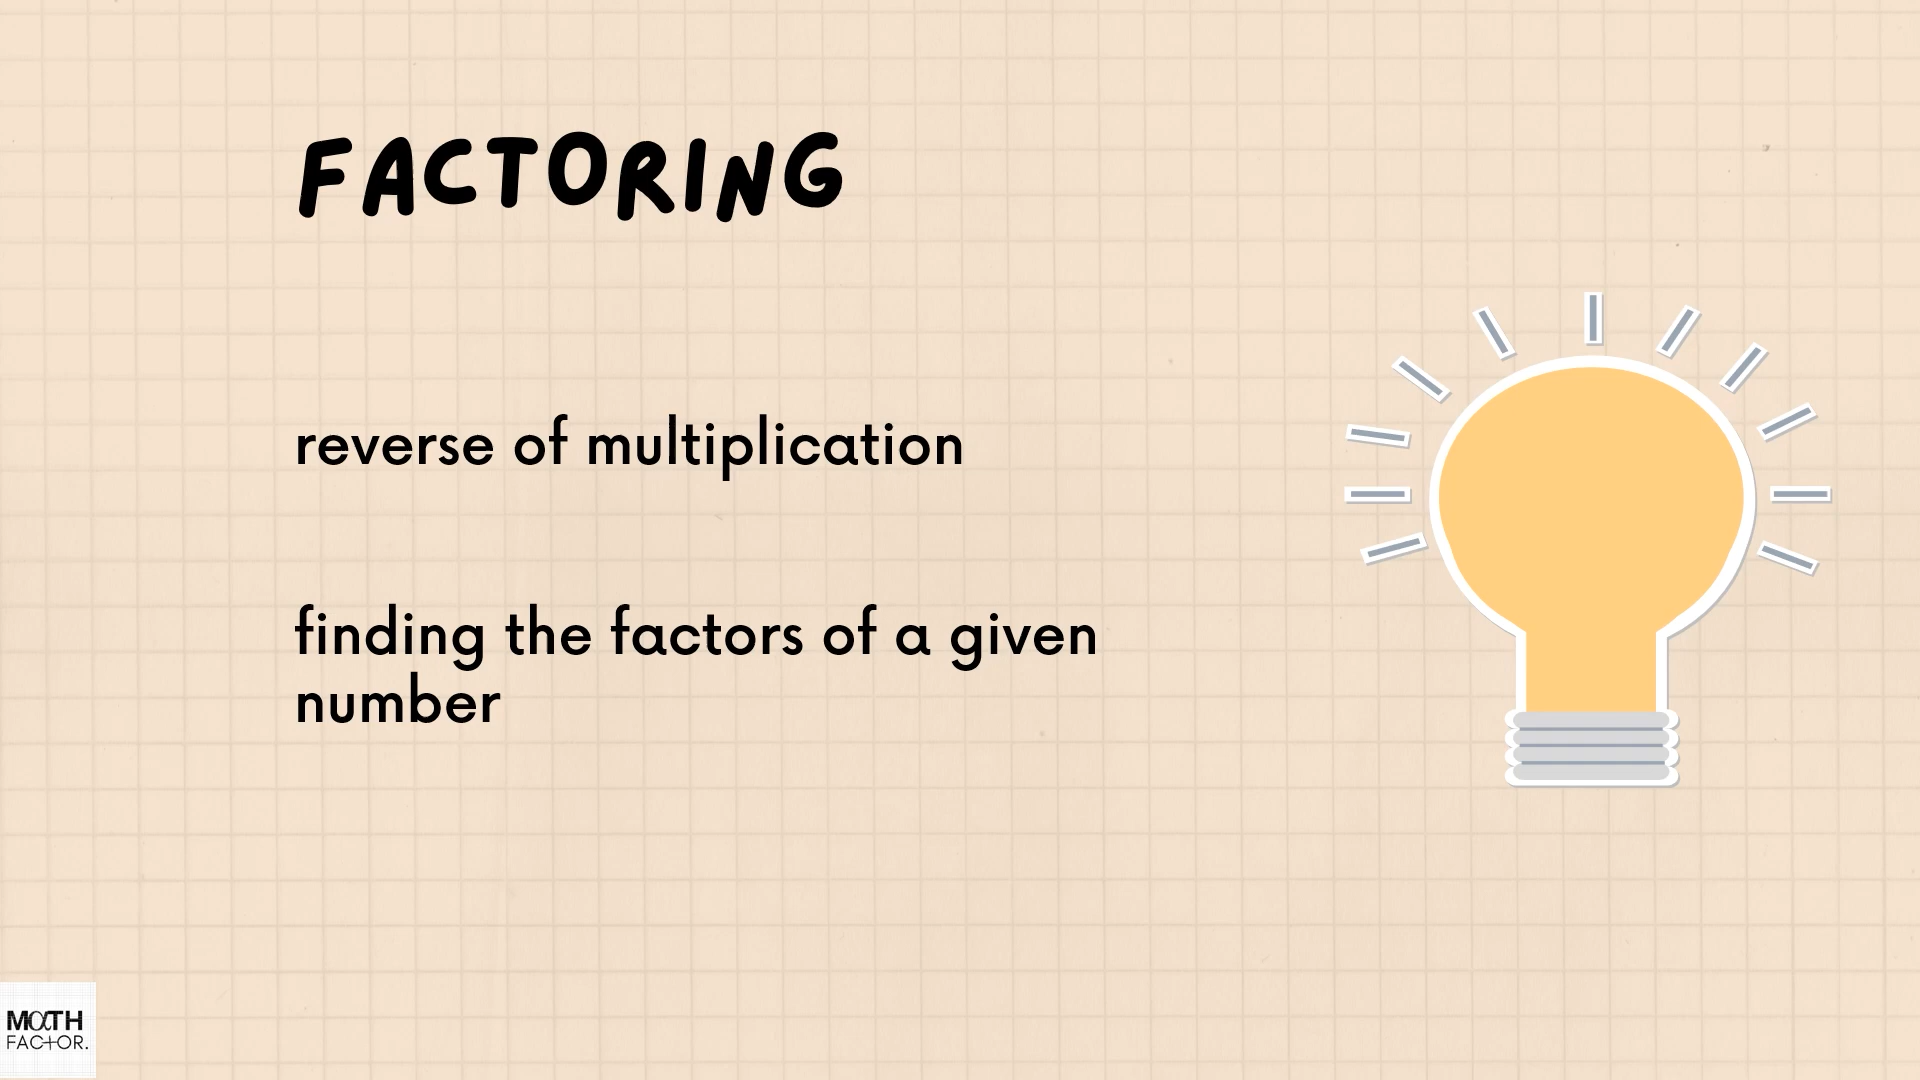 FACTORING
reverse of multiplication
finding the factors of a given
number
MATH
FACTOR.